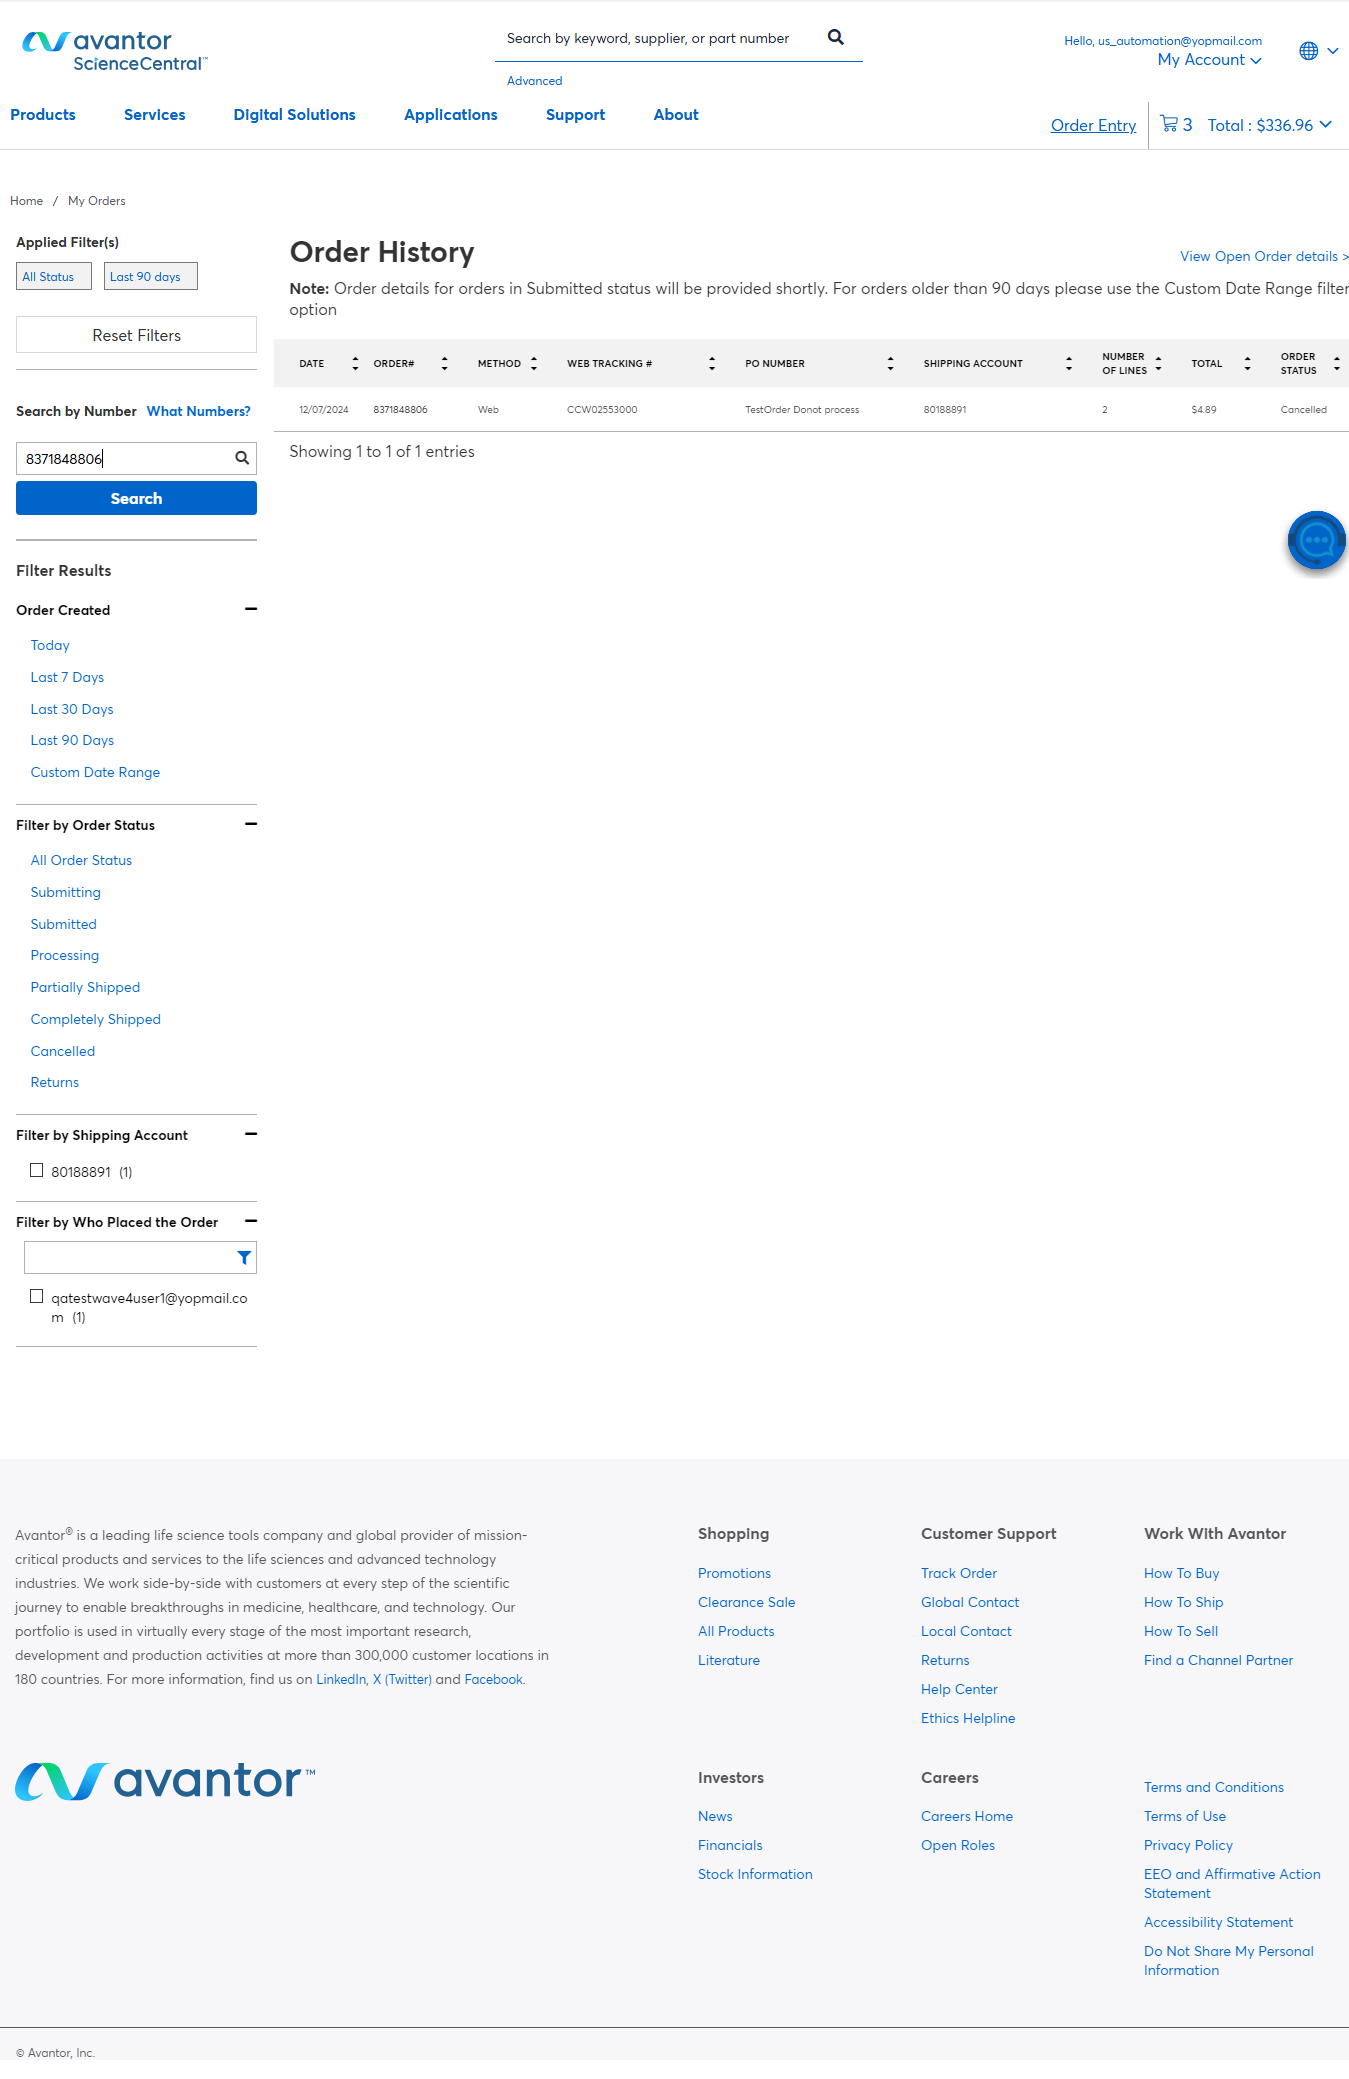 avantor
ScienceCentral™
Search by keyword, supplier, or part number
Advanced
Hello, us_automation@yopmail.com
My Account
Products
Services
Digital Solutions
Applications
Support
About
Order Entry
3
Total : $336.96
Home / My Orders
Applied Filter(s)
All Status
Last 90 days
Reset Filters
Search by Number What Numbers?
8371848806
Search
Filter Results
Order Created
Today
Last 7 Days
Last 30 Days
Last 90 Days
Custom Date Range
Filter by Order Status
All Order Status
Submitting
Submitted
Processing
Partially Shipped
Completely Shipped
Cancelled
Returns
Filter by Shipping Account
80188891 (1)
Filter by Who Placed the Order
qatestwave4user1@yopmail.co
m (1)
Order History
View Open Order details >
Note: Order details for orders in Submitted status will be provided shortly. For orders older than 90 days please use the Custom Date Range filter
option
DATE ORDER# METHOD WEB TRACKING # PO NUMBER SHIPPING ACCOUNT NUMBER OF LINES TOTAL ORDER STATUS
12/07/2024 8371848806 Web CCW02553000 TestOrder Donot process 80188891 2 $4.89 Cancelled
Showing 1 to 1 of 1 entries
Avantor® is a leading life science tools company and global provider of mission-
critical products and services to the life sciences and advanced technology
industries. We work side-by-side with customers at every step of the scientific
journey to enable breakthroughs in medicine, healthcare, and technology. Our
portfolio is used in virtually every stage of the most important research,
development and production activities at more than 300,000 customer locations in
180 countries. For more information, find us on LinkedIn, X (Twitter) and Facebook.
avantor™
Shopping
Promotions
Clearance Sale
All Products
Literature
Customer Support
Track Order
Global Contact
Local Contact
Returns
Help Center
Ethics Helpline
Work With Avantor
How To Buy
How To Ship
How To Sell
Find a Channel Partner
Investors
News
Financials
Stock Information
Careers
Careers Home
Open Roles
Terms and Conditions
Terms of Use
Privacy Policy
EEO and Affirmative Action
Statement
Accessibility Statement
Do Not Share My Personal
Information
© Avantor, Inc.